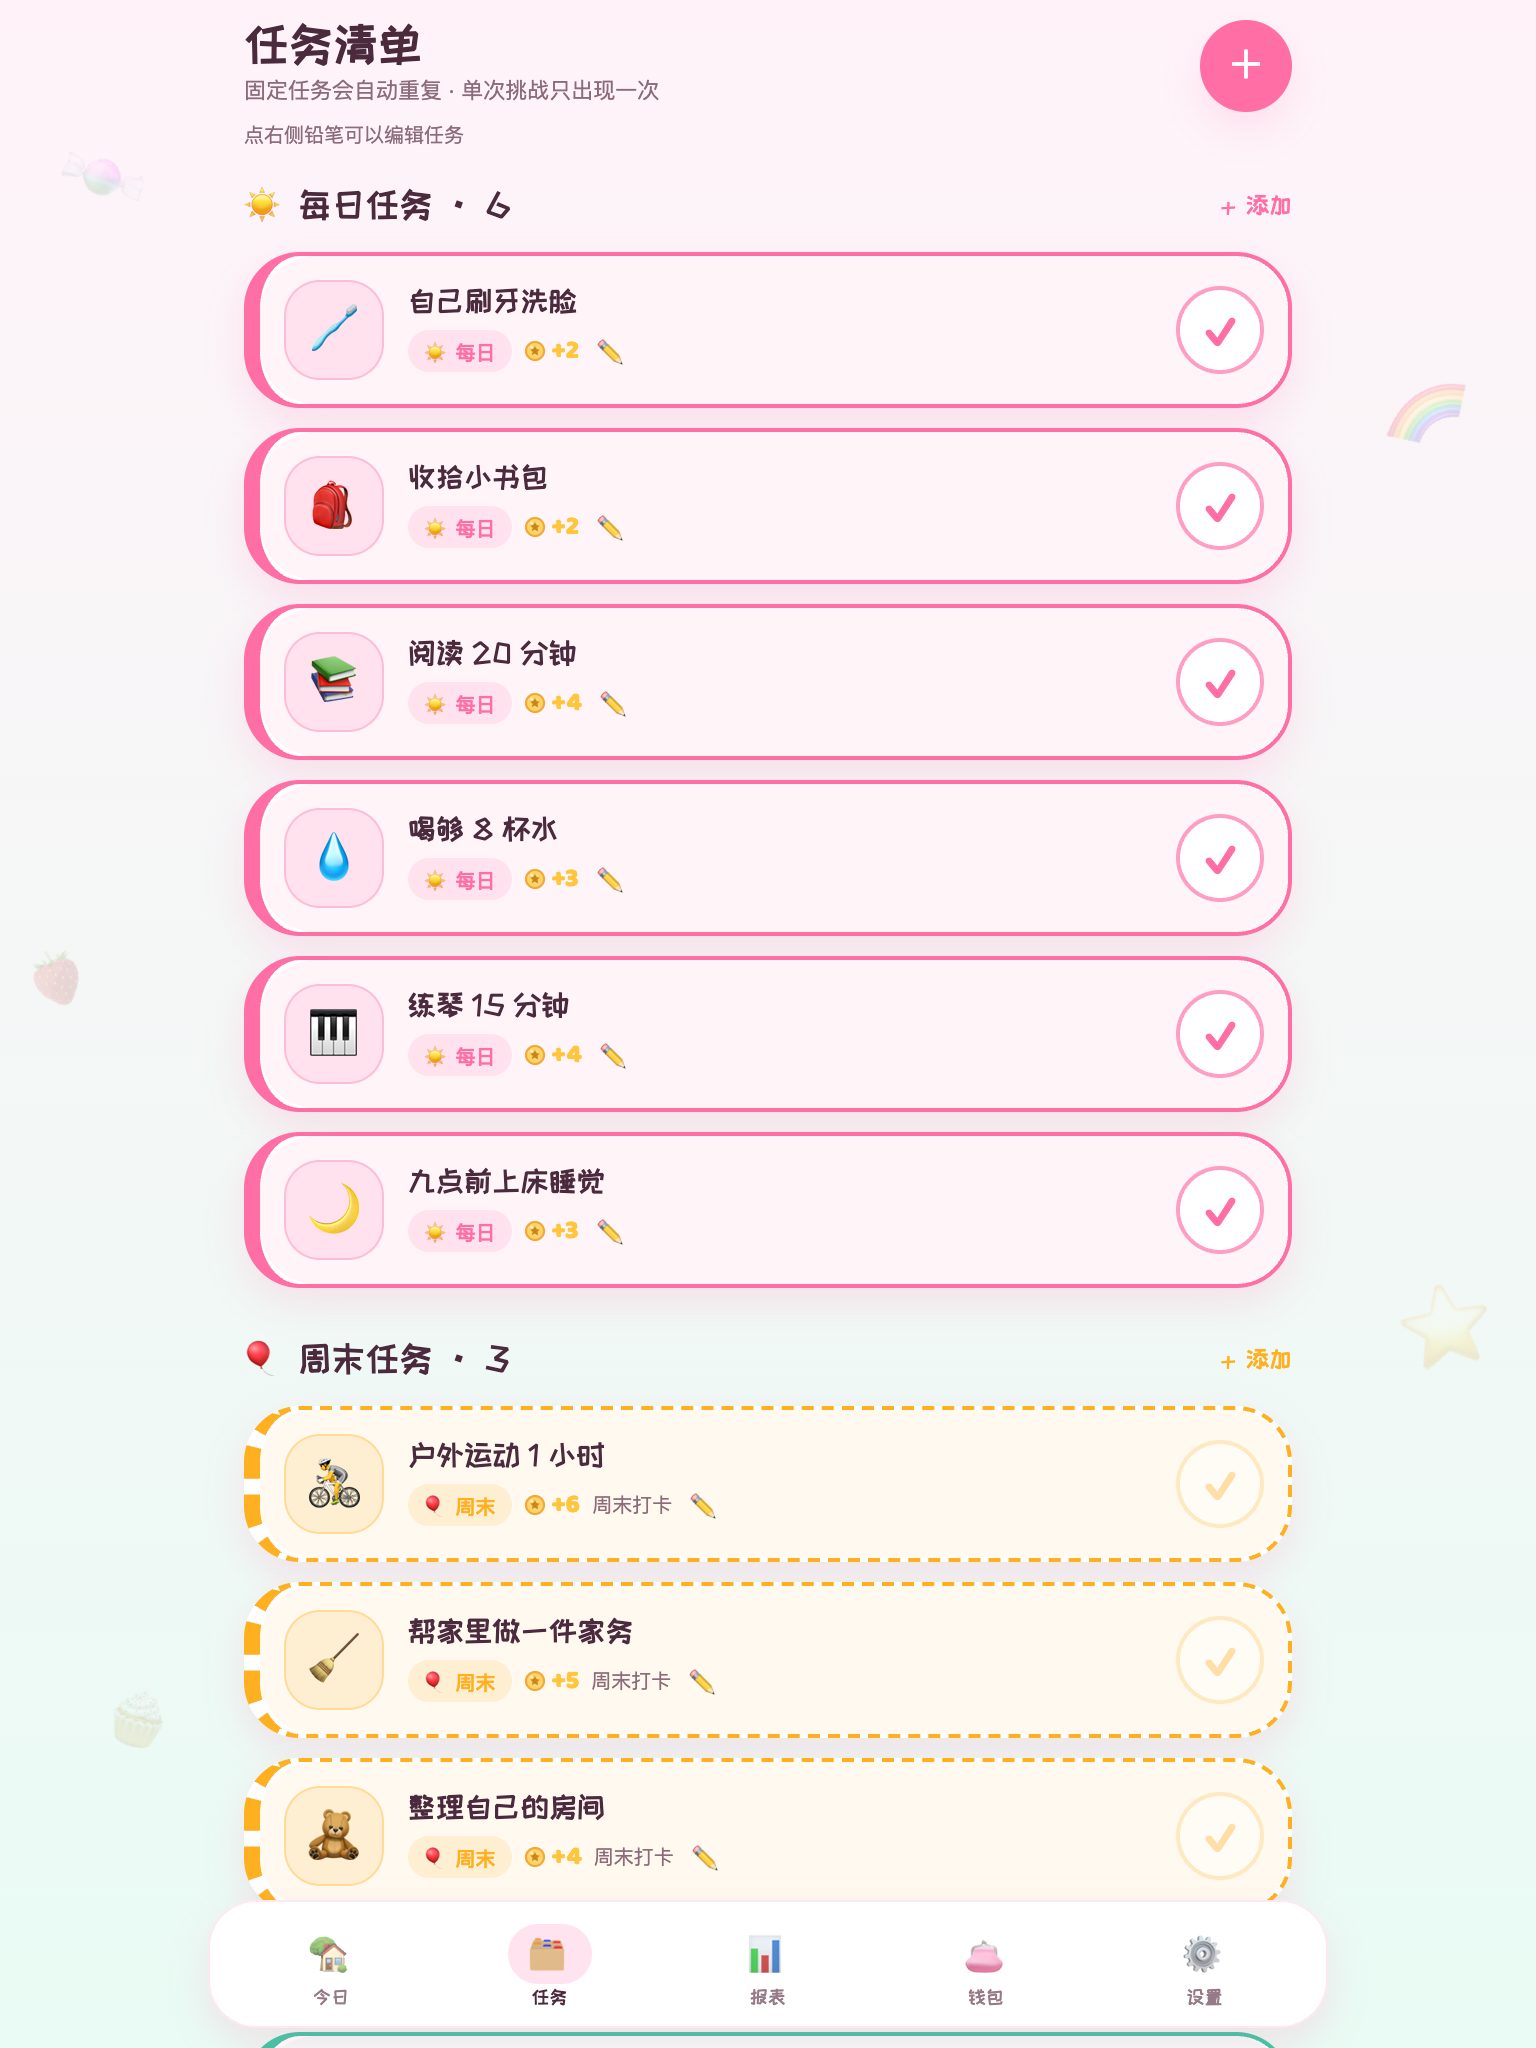 任务清单
固定任务会自动重复 · 单次挑战只出现一次
点右侧铅笔可以编辑任务
每日任务 · 6
+ 添加
自己刷牙洗脸
每日 +2
收拾小书包
每日 +2
阅读 20 分钟
每日 +4
喝够 8 杯水
每日 +3
练琴 15 分钟
每日 +4
九点前上床睡觉
每日 +3
周末任务 · 3
+ 添加
户外运动 1 小时
周末 +6 周末打卡
帮家里做一件家务
周末 +5 周末打卡
整理自己的房间
周末 +4 周末打卡
今日 任务 报表 钱包 设置